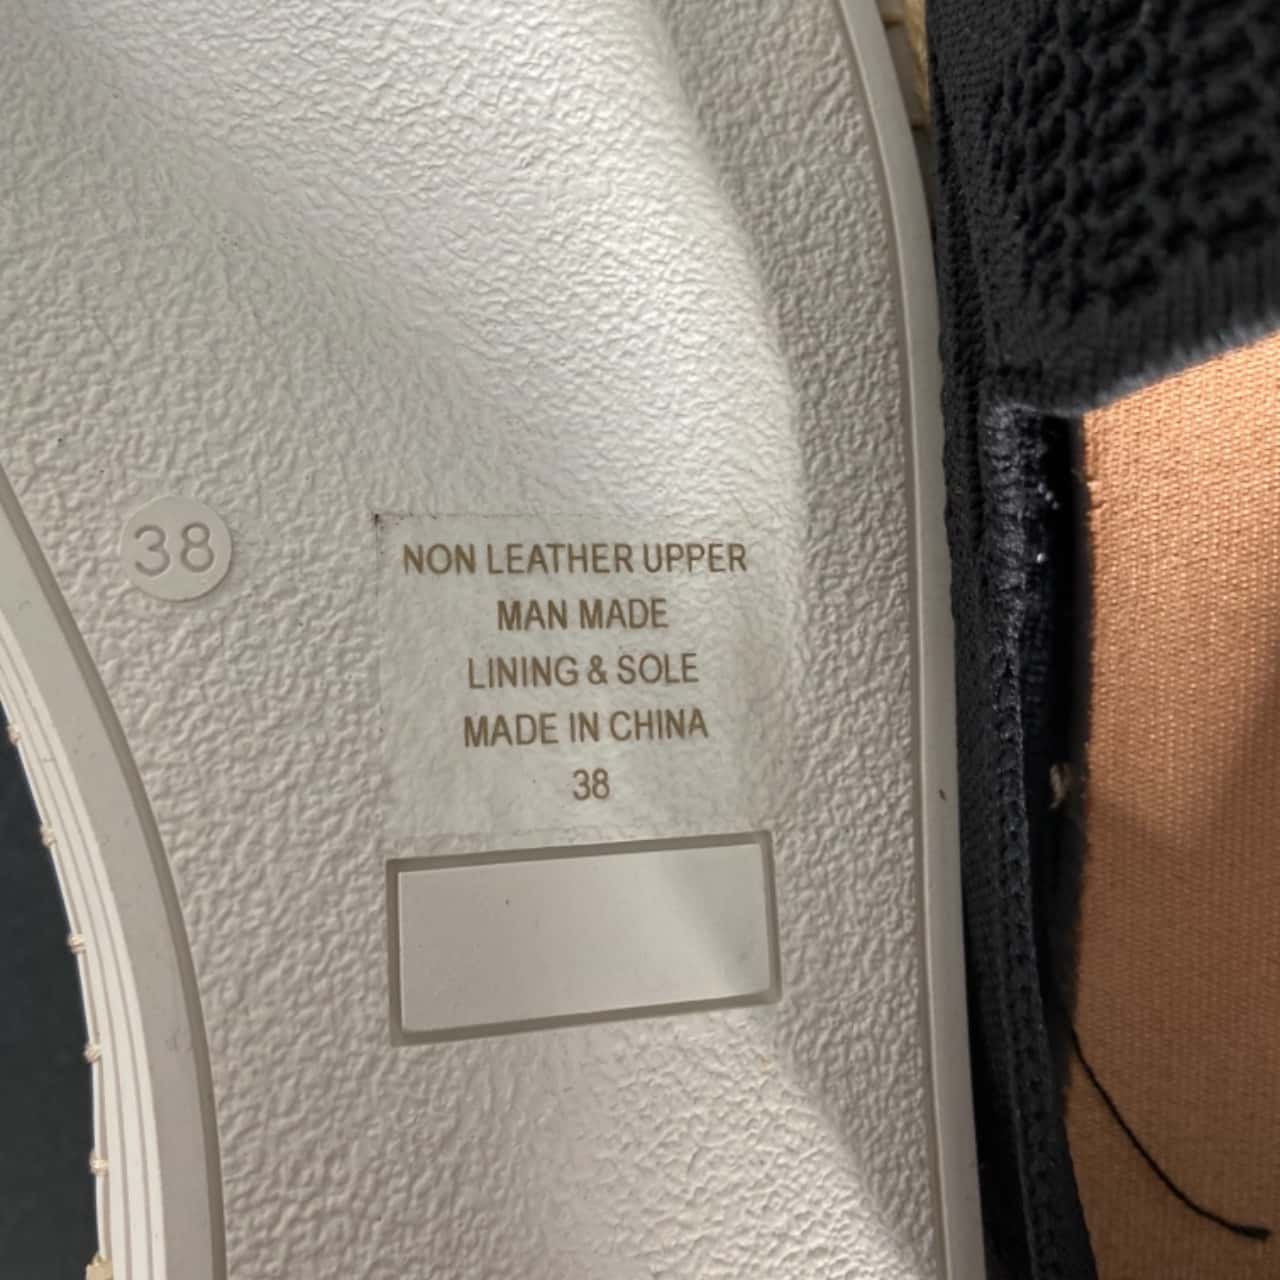 38
NON LEATHER UPPER
MAN MADE
LINING & SOLE
MADE IN CHINA
38